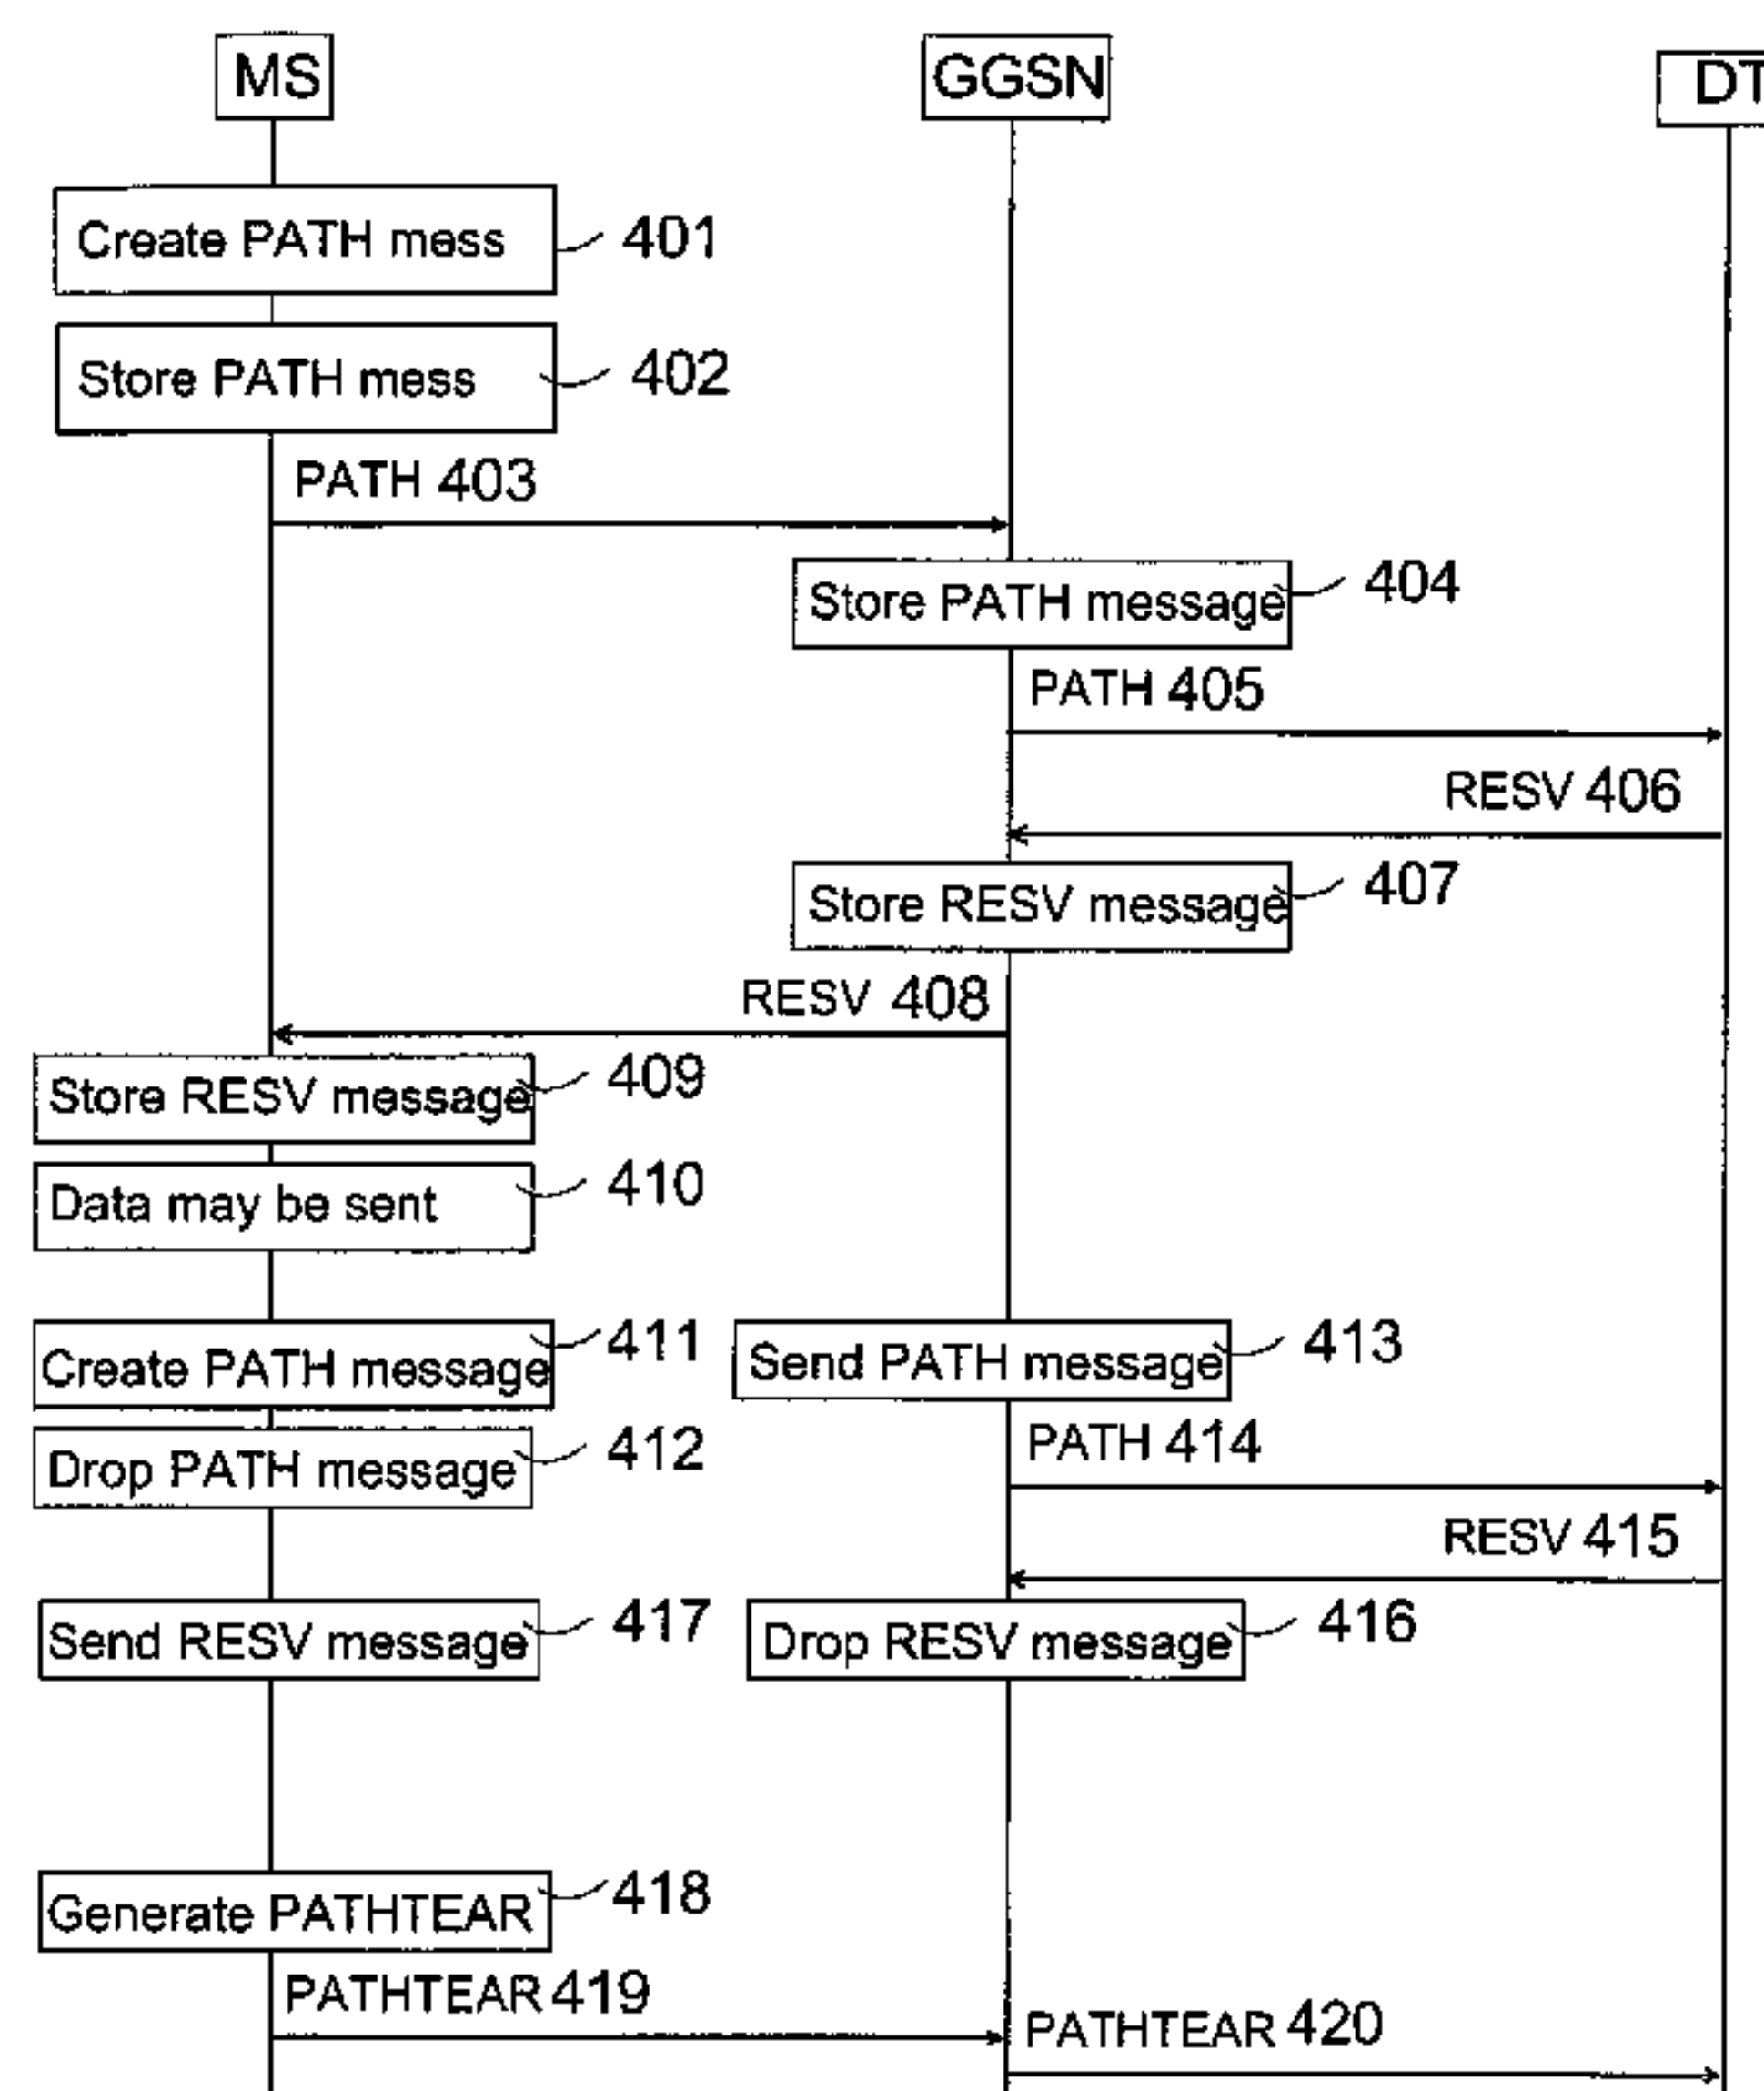 MS
GGSN
DT
Create PATH mess 401
Store PATH mess 402
PATH 403
Store PATH message 404
PATH 405
RESV 406
Store RESV message 407
RESV 408
Store RESV message 409
Data may be sent 410
Create PATH message 411
Send PATH message 413
Drop PATH message 412
PATH 414
RESV 415
Send RESV message 417
Drop RESV message 416
Generate PATHTEAR 418
PATHTEAR 419
PATHTEAR 420